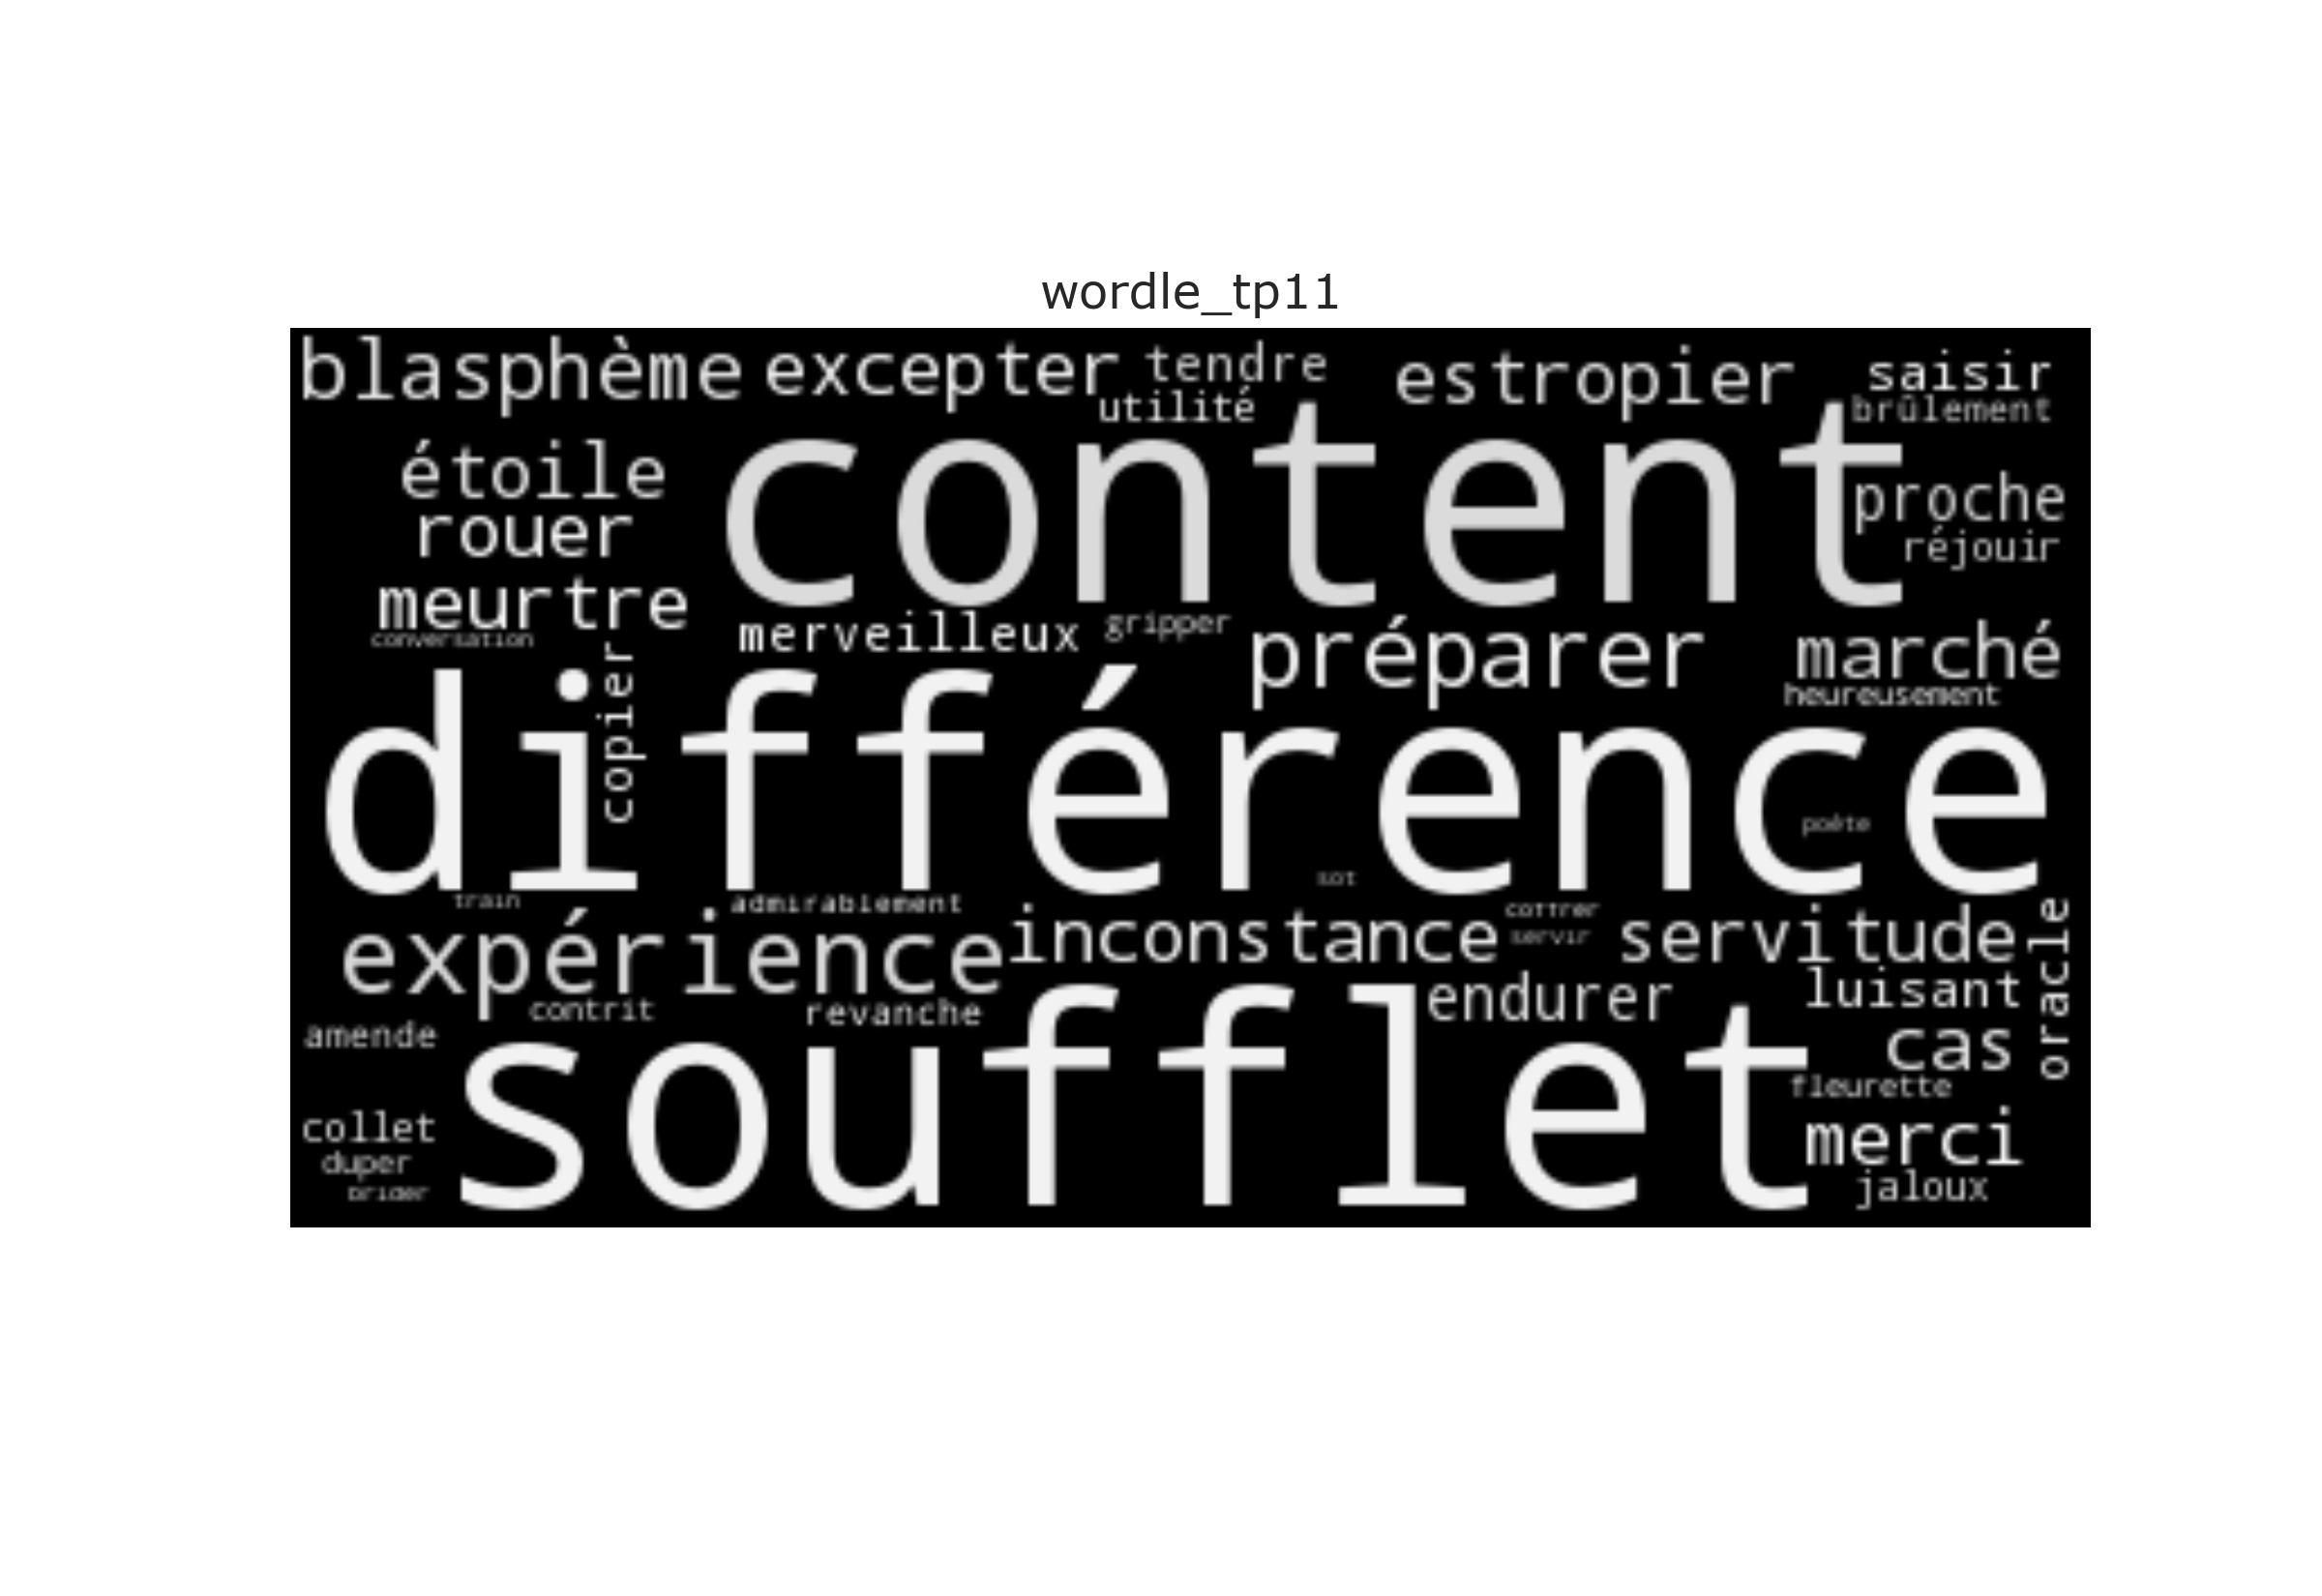 wordle_tp11
blasphème excepter tendre estropier saisir
utilité brûlement
étoile content proche
rouer réjouir
meurtre merveilleux gripper préparer marché
conversation heureusement
copier
différence
poète
sot
train admirablement coffrer
expérience inconstance servir servitude
oracle
contrit revanche endurer luisant
amende soufflet cas
fleurette
collet merci
duper jaloux
brider